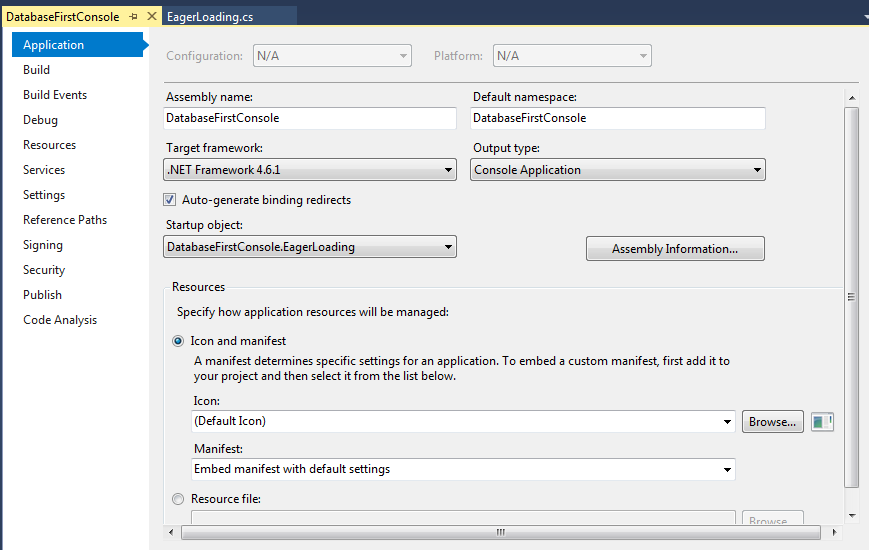 DatabaseFirstConsole EagerLoading.cs
Application
Build
Build Events
Debug
Resources
Services
Settings
Reference Paths
Signing
Security
Publish
Code Analysis
Configuration: N/A Platform: N/A
Assembly name: Default namespace:
DatabaseFirstConsole DatabaseFirstConsole
Target framework: Output type:
.NET Framework 4.6.1 Console Application
Auto-generate binding redirects
Startup object:
DatabaseFirstConsole.EagerLoading Assembly Information...
Resources
Specify how application resources will be managed:
Icon and manifest
A manifest determines specific settings for an application. To embed a custom manifest, first add it to
your project and then select it from the list below.
Icon:
(Default Icon) Browse...
Manifest:
Embed manifest with default settings
Resource file:
Browse...